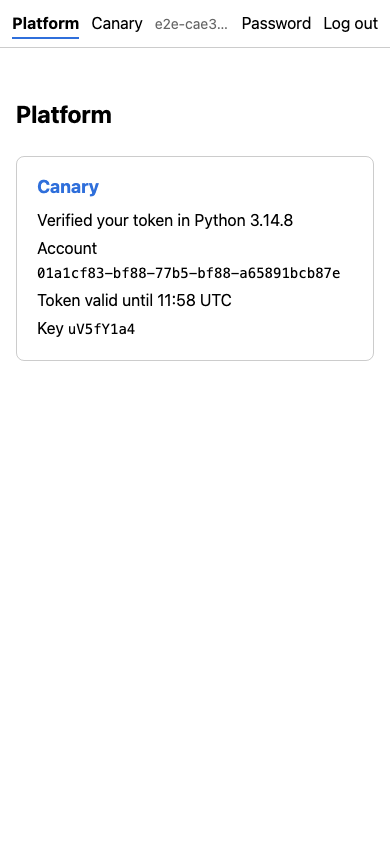 Platform Canary e2e-cae3... Password Log out
Platform
Canary
Verified your token in Python 3.14.8
Account
01a1cf83-bf88-77b5-bf88-a65891bcb87e
Token valid until 11:58 UTC
Key uV5fY1a4